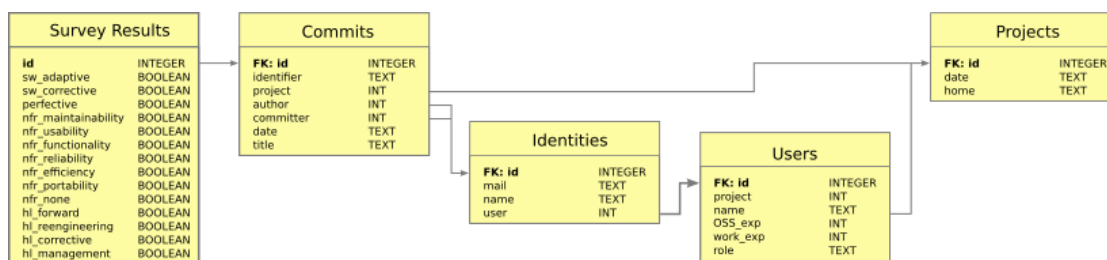 Survey Results
id INTEGER
sw_adaptive BOOLEAN
sw_corrective BOOLEAN
perfective BOOLEAN
nfr_maintainability BOOLEAN
nfr_usability BOOLEAN
nfr_functionality BOOLEAN
nfr_reliability BOOLEAN
nfr_efficiency BOOLEAN
nfr_portability BOOLEAN
nfr_none BOOLEAN
hl_forward BOOLEAN
hl_reengineering BOOLEAN
hl_corrective BOOLEAN
hl_management BOOLEAN
Commits
FK: id INTEGER
identifier TEXT
project INT
author INT
committer INT
date TEXT
title TEXT
Identities
FK: id INTEGER
mail TEXT
name TEXT
user INT
Users
FK: id INTEGER
project INT
name TEXT
OSS_exp INT
work_exp INT
role TEXT
Projects
FK: id INTEGER
date TEXT
home TEXT